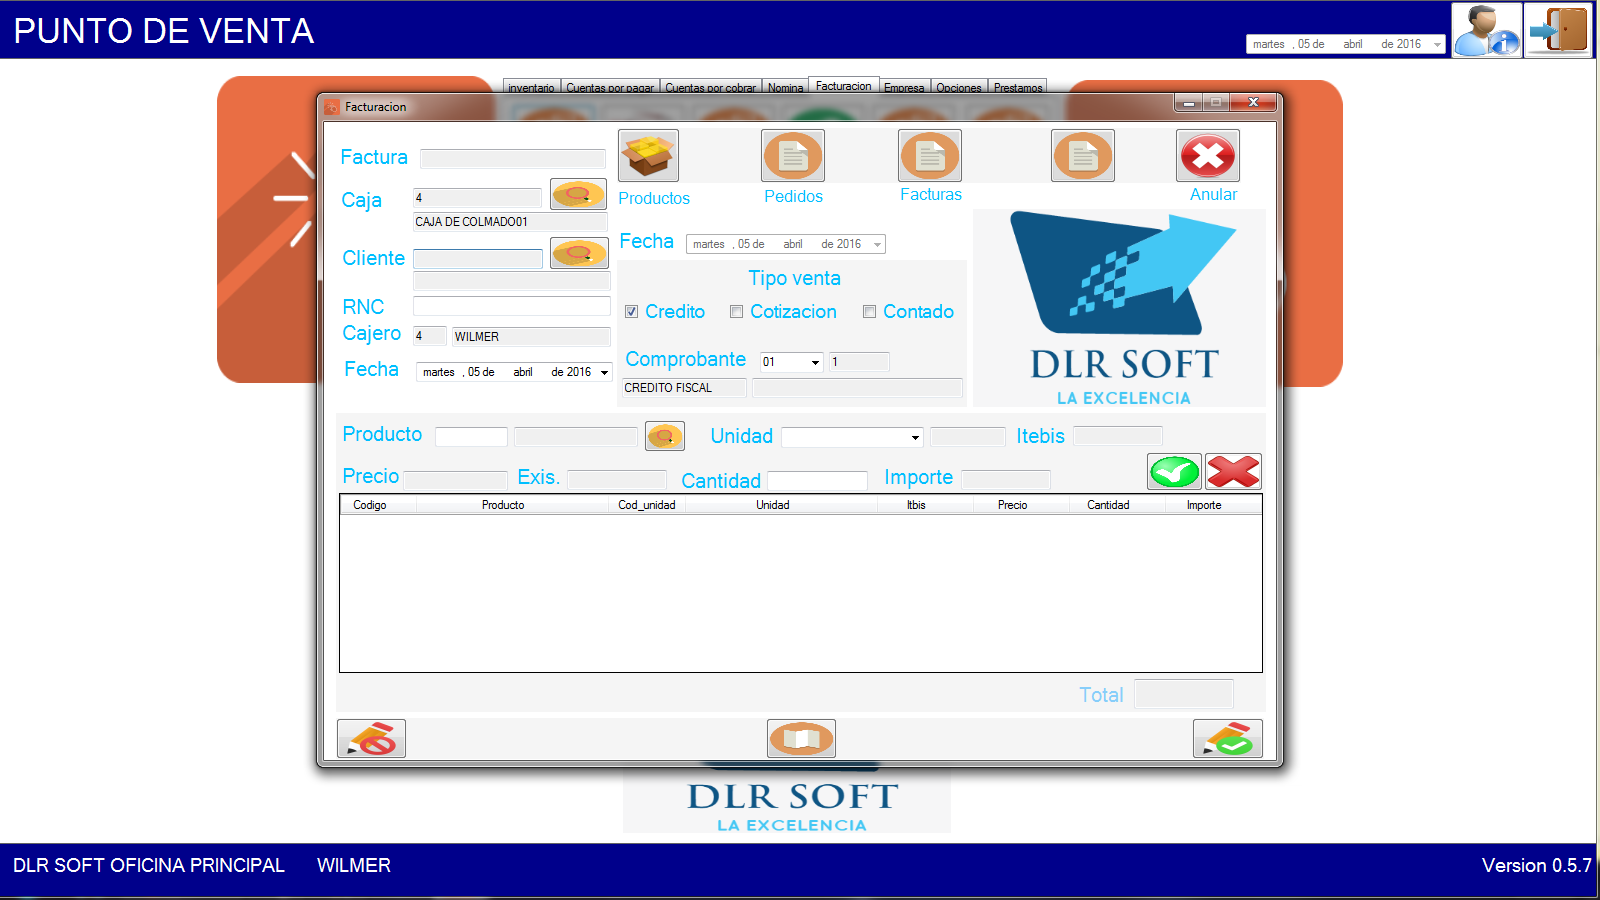 PUNTO DE VENTA
martes , 05 de abril de 2016
inventario Cuentas por pagar Cuentas por cobrar Nomina Facturacion Empresa Opciones Prestamos
Facturacion
Factura
Caja 4
CAJA DE COLMADO01
Cliente
RNC
Cajero 4 WILMER
Fecha martes , 05 de abril de 2016
Productos Pedidos Facturas Anular
Fecha martes , 05 de abril de 2016
Tipo venta
Credito Cotizacion Contado
Comprobante 01 1
CREDITO FISCAL
DLR SOFT
LA EXCELENCIA
Producto Unidad Itebis
Precio Exis. Cantidad Importe
Codigo Producto Cod_unidad Unidad Itbis Precio Cantidad Importe
Total
DLR SOFT
LA EXCELENCIA
DLR SOFT OFICINA PRINCIPAL WILMER Version 0.5.7